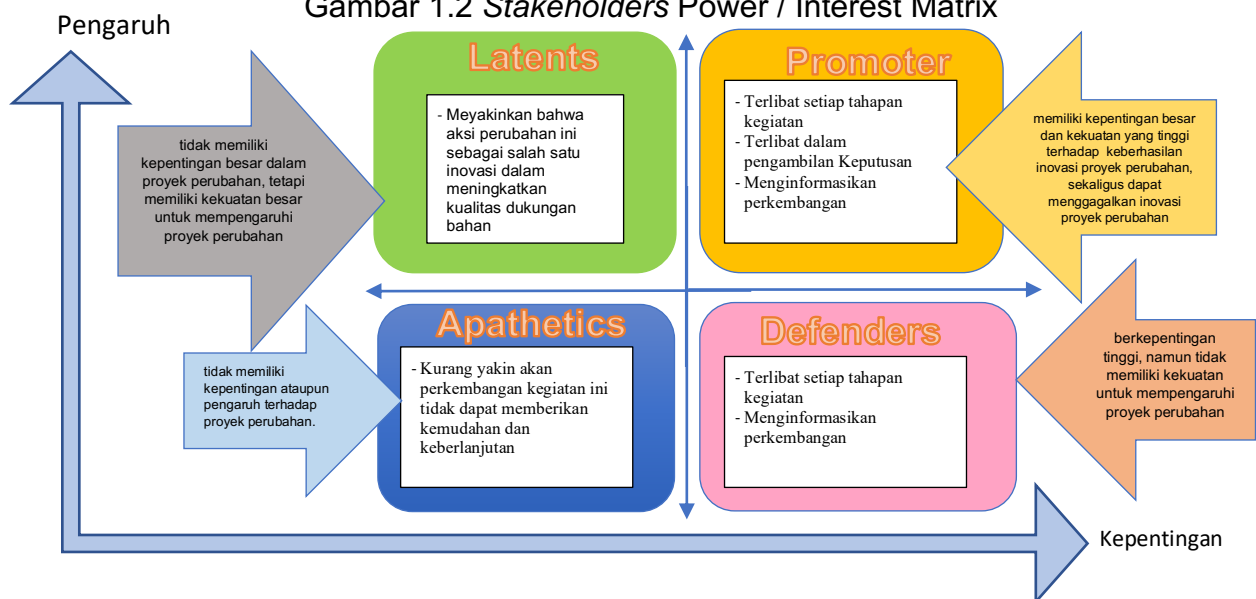 Gambar 1.2 Stakeholders Power / Interest Matrix
Pengaruh
Latents
- Meyakinkan bahwa
aksi perubahan ini
sebagai salah satu
inovasi dalam
meningkatkan
kualitas dukungan
bahan
Promoter
- Terlibat setiap tahapan
kegiatan
- Terlibat dalam
pengambilan Keputusan
- Menginformasikan
perkembangan
tidak memiliki
kepentingan besar dalam
proyek perubahan, tetapi
memiliki kekuatan besar
untuk mempengaruhi
proyek perubahan
memiliki kepentingan besar
dan kekuatan yang tinggi
terhadap keberhasilan
inovasi proyek perubahan,
sekaligus dapat
menggagalkan inovasi
proyek perubahan
Apathetics
- Kurang yakin akan
perkembangan kegiatan ini
tidak dapat memberikan
kemudahan dan
keberlanjutan
Defenders
- Terlibat setiap tahapan
kegiatan
- Menginformasikan
perkembangan
tidak memiliki
kepentingan ataupun
pengaruh terhadap
proyek perubahan.
berkepentingan
tinggi, namun tidak
memiliki kekuatan
untuk mempengaruhi
proyek perubahan
Kepentingan